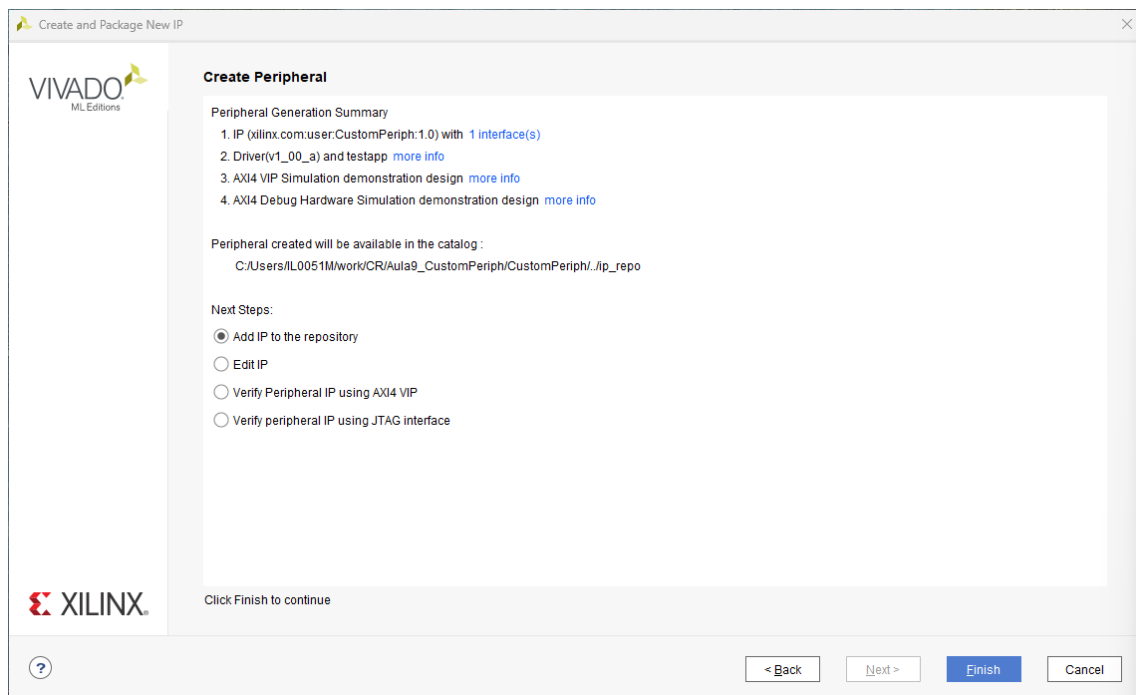 Create and Package New IP
VIVADO.
ML Editions
Create Peripheral
Peripheral Generation Summary
1. IP (xilinx.com:user:CustomPeriph:1.0) with 1 interface(s)
2. Driver(v1_00_a) and testapp more info
3. AXI4 VIP Simulation demonstration design more info
4. AXI4 Debug Hardware Simulation demonstration design more info
Peripheral created will be available in the catalog :
C:/Users/IL0051M/work/CR/Aula9_CustomPeriph/CustomPeriph/../ip_repo
Next Steps:
Add IP to the repository
Edit IP
Verify Peripheral IP using AXI4 VIP
Verify peripheral IP using JTAG interface
XILINX.
Click Finish to continue
?
< Back Next > Finish Cancel